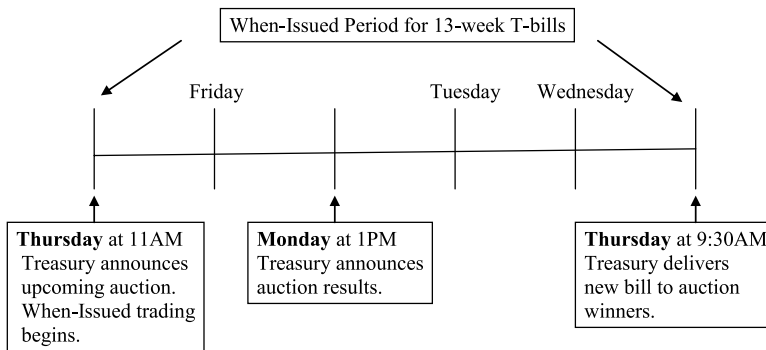 When-Issued Period for 13-week T-bills
Friday
Tuesday
Wednesday
Thursday at 11AM
Treasury announces
upcoming auction.
When-Issued trading
begins.
Monday at 1PM
Treasury announces
auction results.
Thursday at 9:30AM
Treasury delivers
new bill to auction
winners.